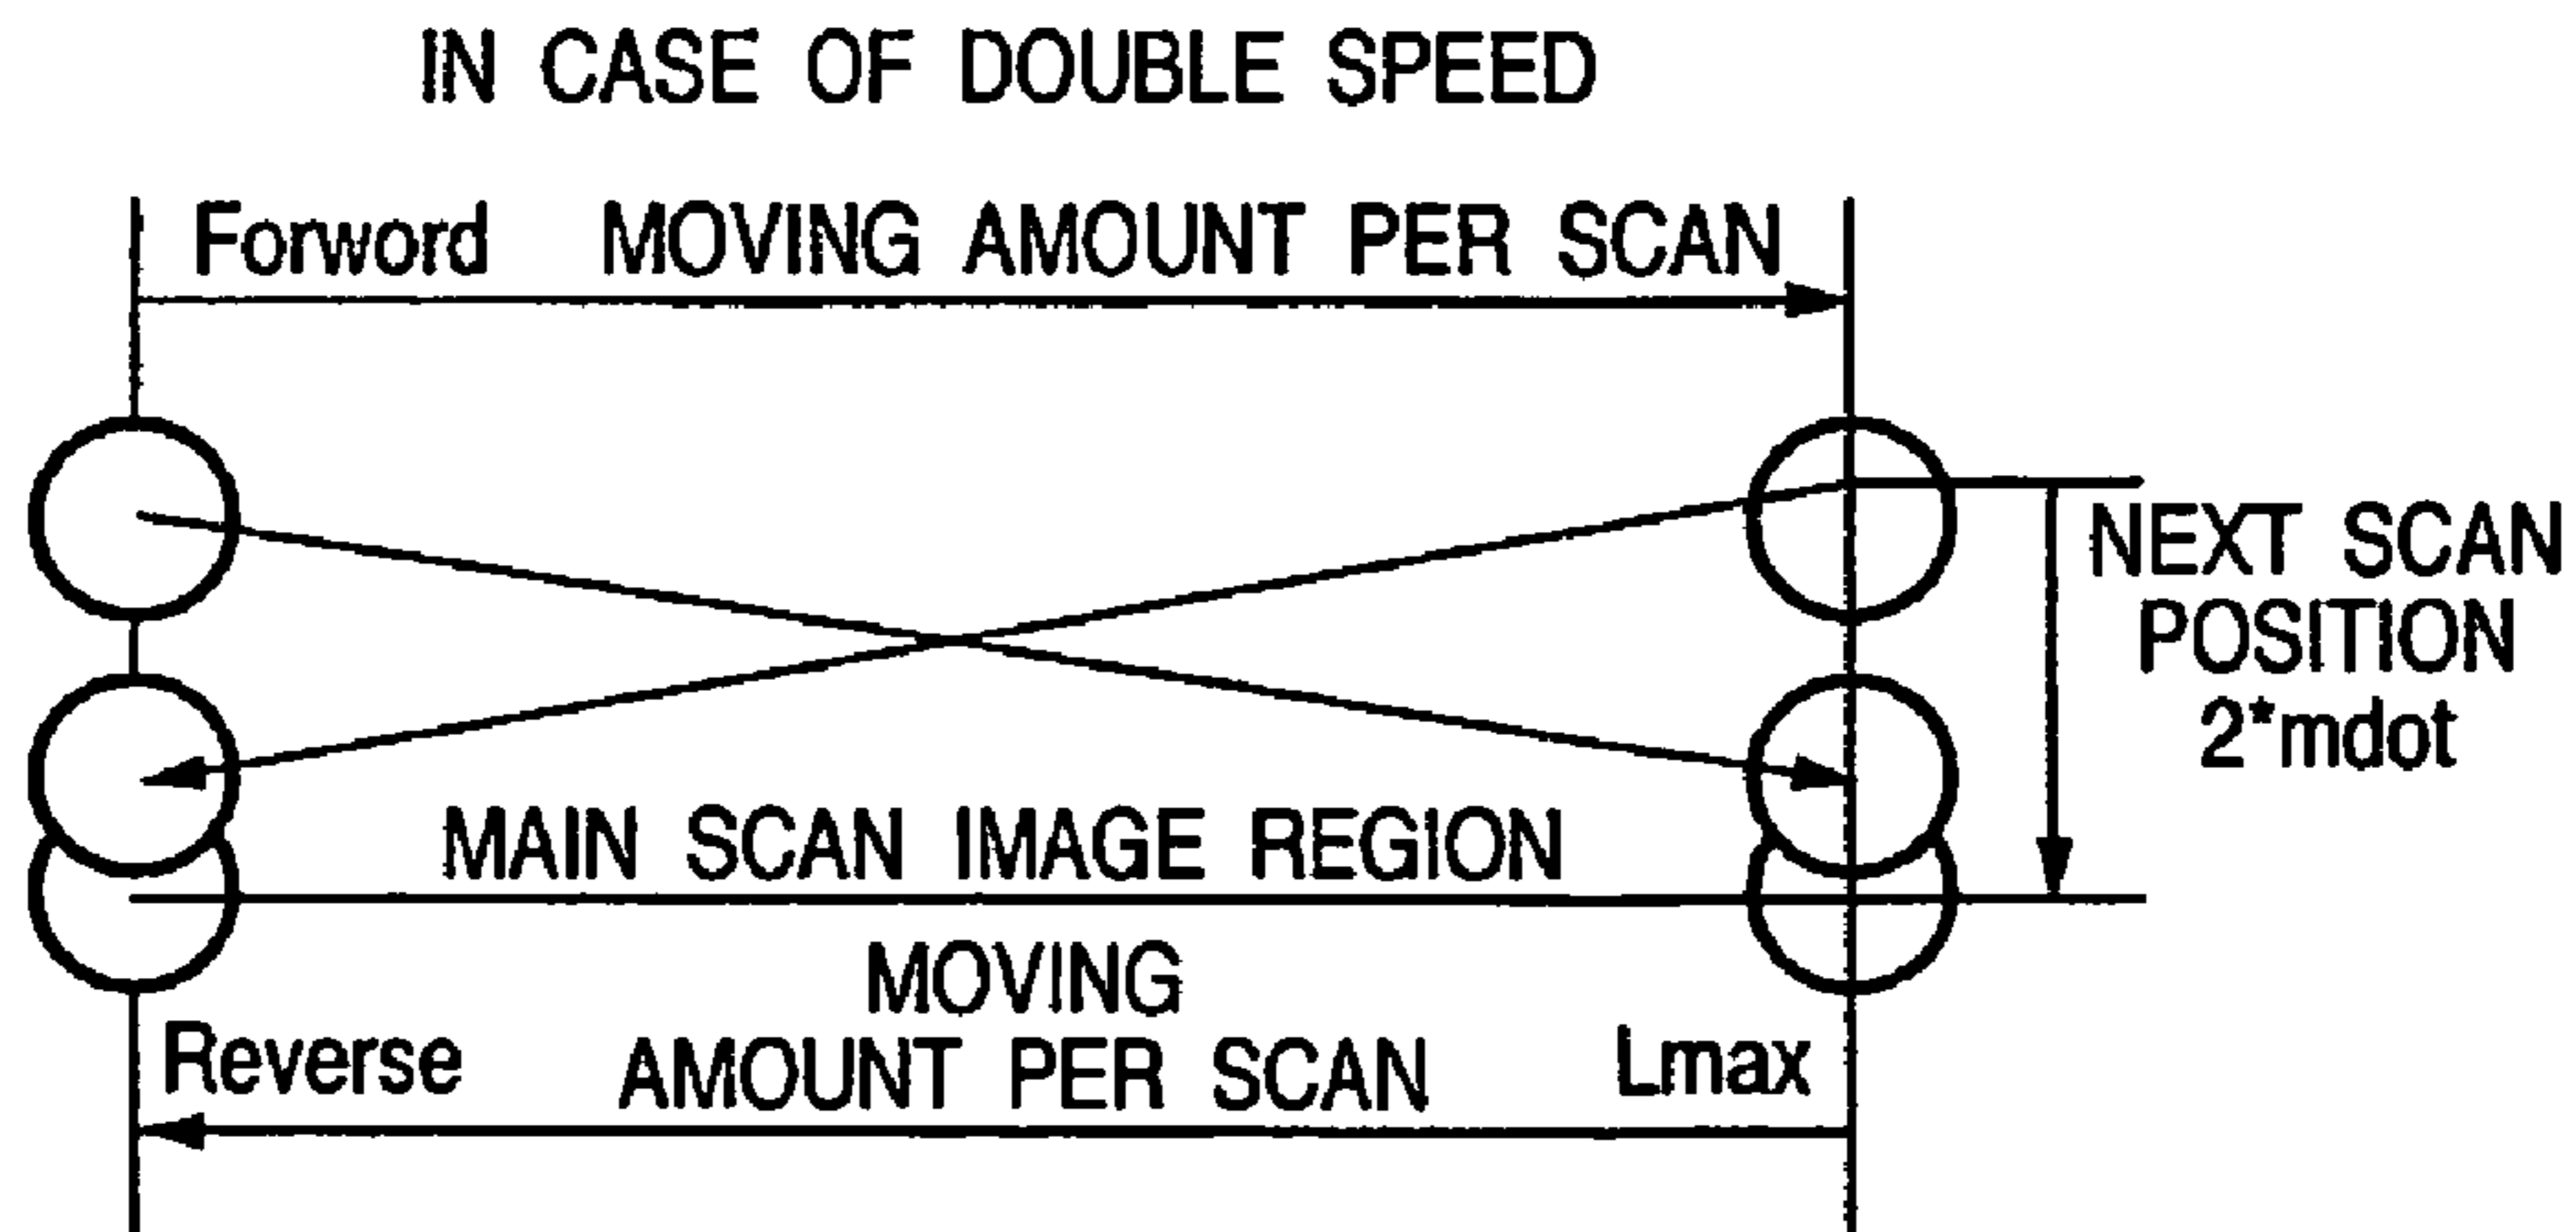 IN CASE OF DOUBLE SPEED
Forword MOVING AMOUNT PER SCAN
NEXT SCAN
POSITION
2*mdot
MAIN SCAN IMAGE REGION
MOVING
AMOUNT PER SCAN
Reverse
Lmax